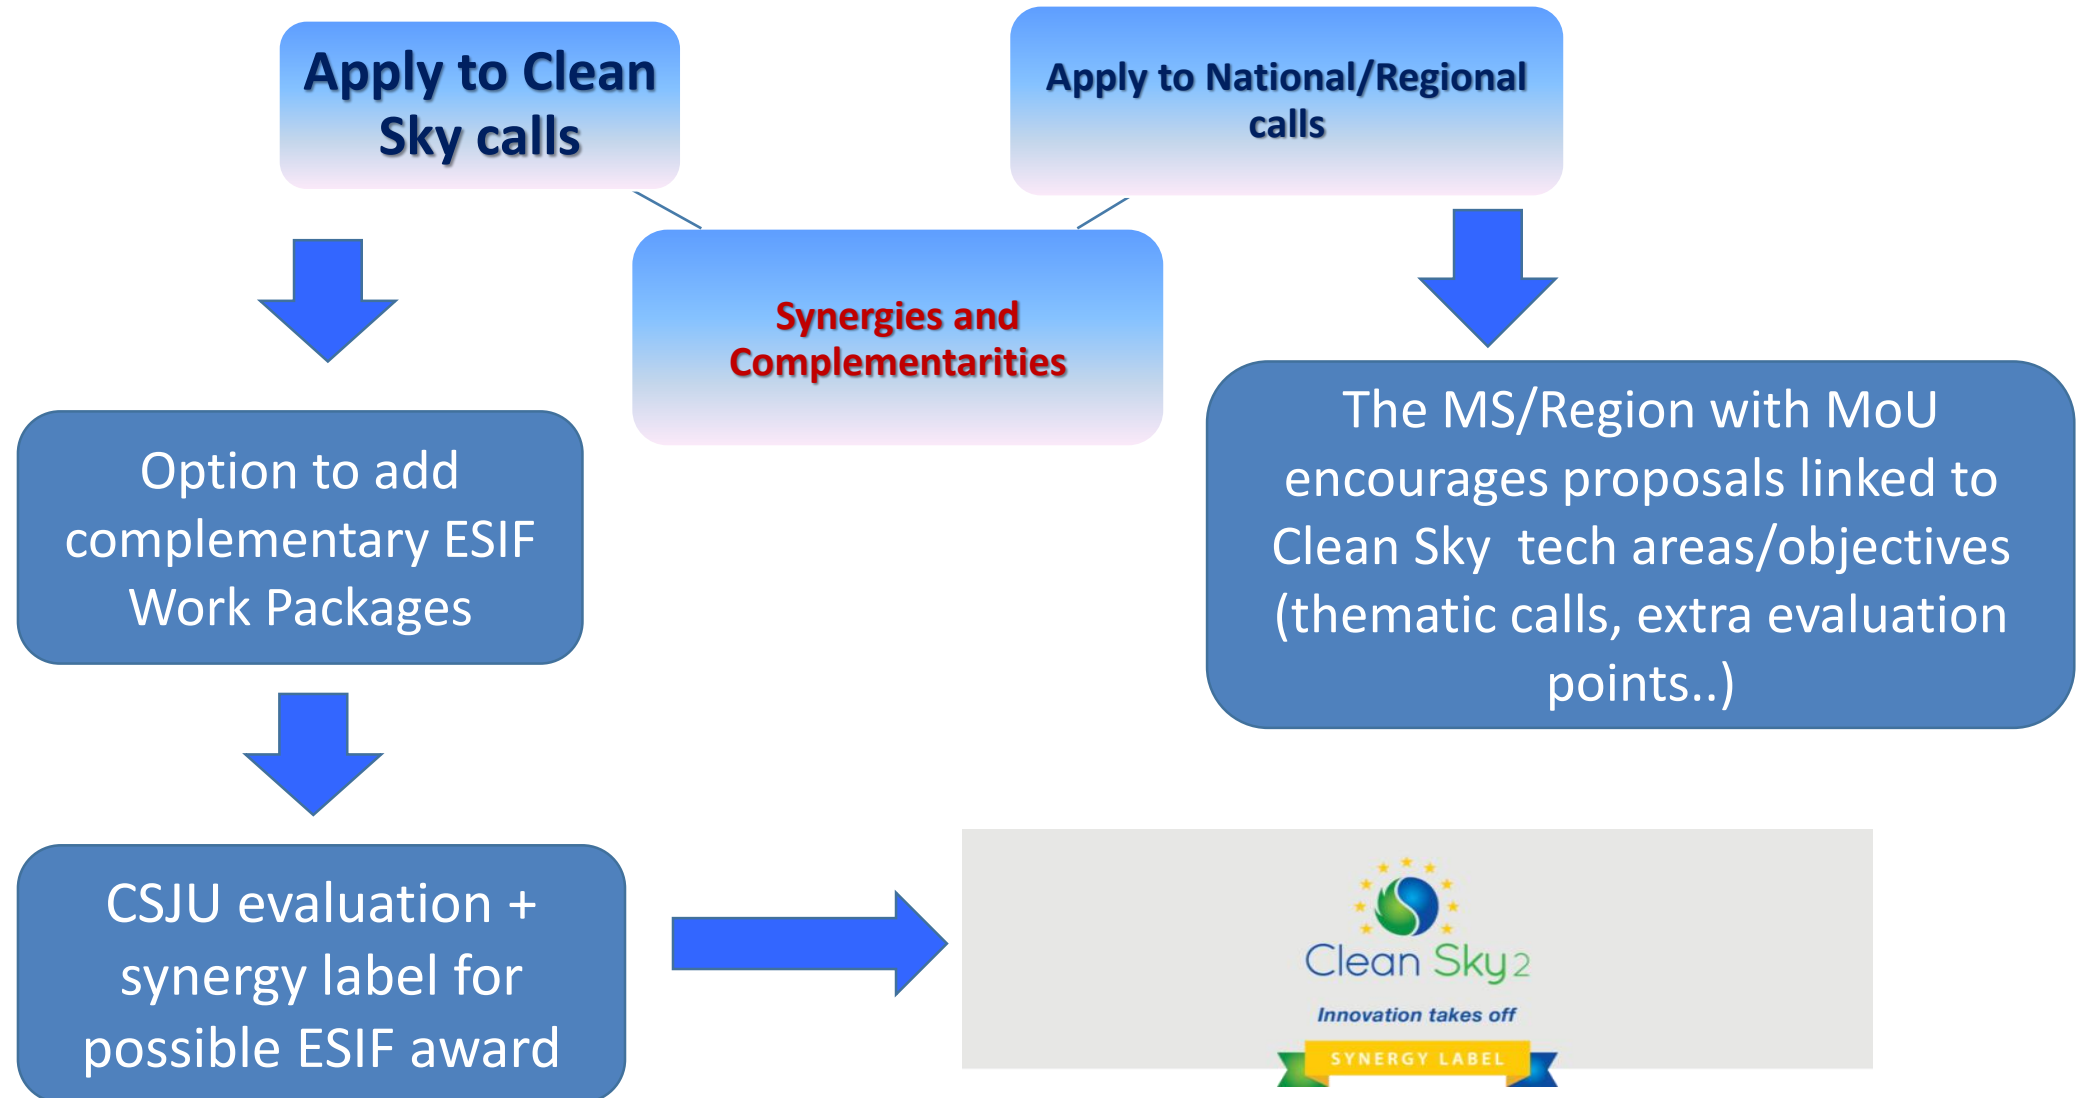 Apply to Clean
Sky calls
Apply to National/Regional
calls
Synergies and
Complementarities
Option to add
complementary ESIF
Work Packages
The MS/Region with MoU
encourages proposals linked to
Clean Sky  tech areas/objectives
(thematic calls, extra evaluation
points..)
CSJU evaluation +
synergy label for
possible ESIF award
Clean Sky2
Innovation takes off
SYNERGY LABEL